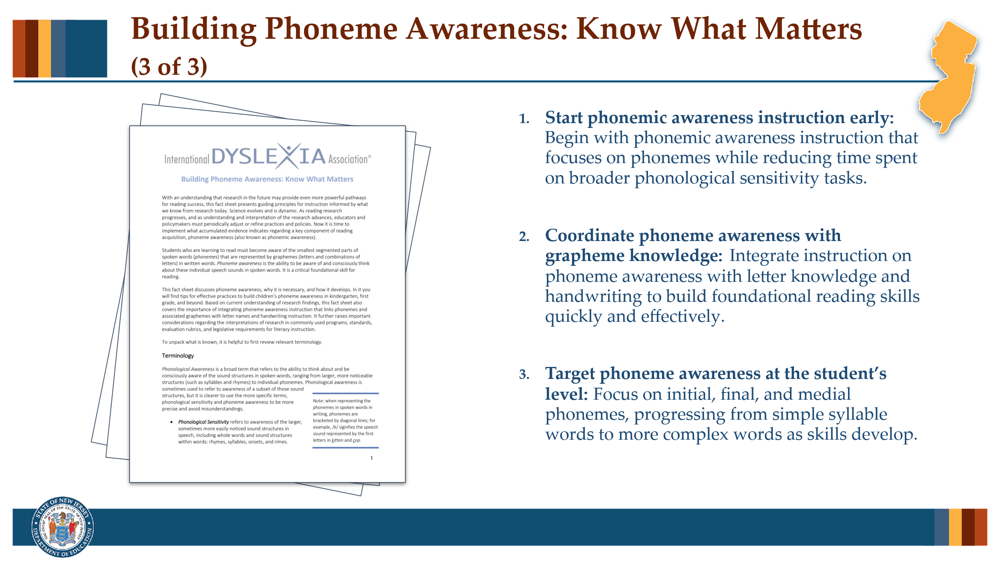 Building Phoneme Awareness: Know What Matters
(3 of 3)
International DYSLEXIA Association®
Building Phoneme Awareness: Know What Matters
With an understanding that research in the future may provide even more powerful pathways
for reading success, this fact sheet presents guiding principles for instruction informed by what
we know from research today. Science evolves and is dynamic. As reading research
progresses, and as understanding and interpretation of the research advances, educators and
policymakers must periodically adjust or refine practices and policies. Now it is time to
implement what accumulated evidence indicates regarding a key component of reading
acquisition, phoneme awareness (also known as phonemic awareness).
Students who are learning to read must become aware of the smallest segmented parts of
spoken words (phonemes) that are represented by graphemes (letters and combinations of
letters) in written words. Phoneme awareness is the ability to be aware of and consciously think
about these individual speech sounds in spoken words. It is a critical foundational skill for
reading.
This fact sheet discusses phoneme awareness, why it is necessary, and how it develops. In it you
will find tips for effective practices to build children's phoneme awareness in kindergarten, first
grade, and beyond. Based on current understanding of research findings, this fact sheet also
covers the importance of integrating phoneme awareness instruction that links phonemes and
associated graphemes with letter names and handwriting instruction. It further raises important
considerations regarding the interpretations of research in commonly used programs, standards,
evaluation rubrics, and legislative requirements for literacy instruction.
To unpack what is known, it is helpful to first review relevant terminology.
Terminology
Phonological Awareness is a broad term that refers to the ability to think about and be
consciously aware of the sound structures in spoken words, ranging from larger, more noticeable
structures (such as syllables and rhymes) to individual phonemes. Phonological awareness is
sometimes used to refer to awareness of a subset of those sound
structures, but it is clearer to use the more specific terms,
phonological sensitivity and phoneme awareness to be more
precise and avoid misunderstandings.
• Phonological Sensitivity refers to awareness of the larger,
sometimes more easily noticed sound structures in
speech, including whole words and sound structures
within words: rhymes, syllables, onsets, and rimes.
Note: when representing the
phonemes in spoken words in
writing, phonemes are
bracketed by diagonal lines; for
example, /k/ signifies the speech
sound represented by the first
letters in kitten and cop.
1
1. Start phonemic awareness instruction early:
Begin with phonemic awareness instruction that
focuses on phonemes while reducing time spent
on broader phonological sensitivity tasks.
2. Coordinate phoneme awareness with
grapheme knowledge: Integrate instruction on
phoneme awareness with letter knowledge and
handwriting to build foundational reading skills
quickly and effectively.
3. Target phoneme awareness at the student’s
level: Focus on initial, final, and medial
phonemes, progressing from simple syllable
words to more complex words as skills develop.
STATE OF NEW JERSEY
DEPARTMENT OF EDUCATION
THE GREAT SEAL OF THE STATE OF NEW JERSEY